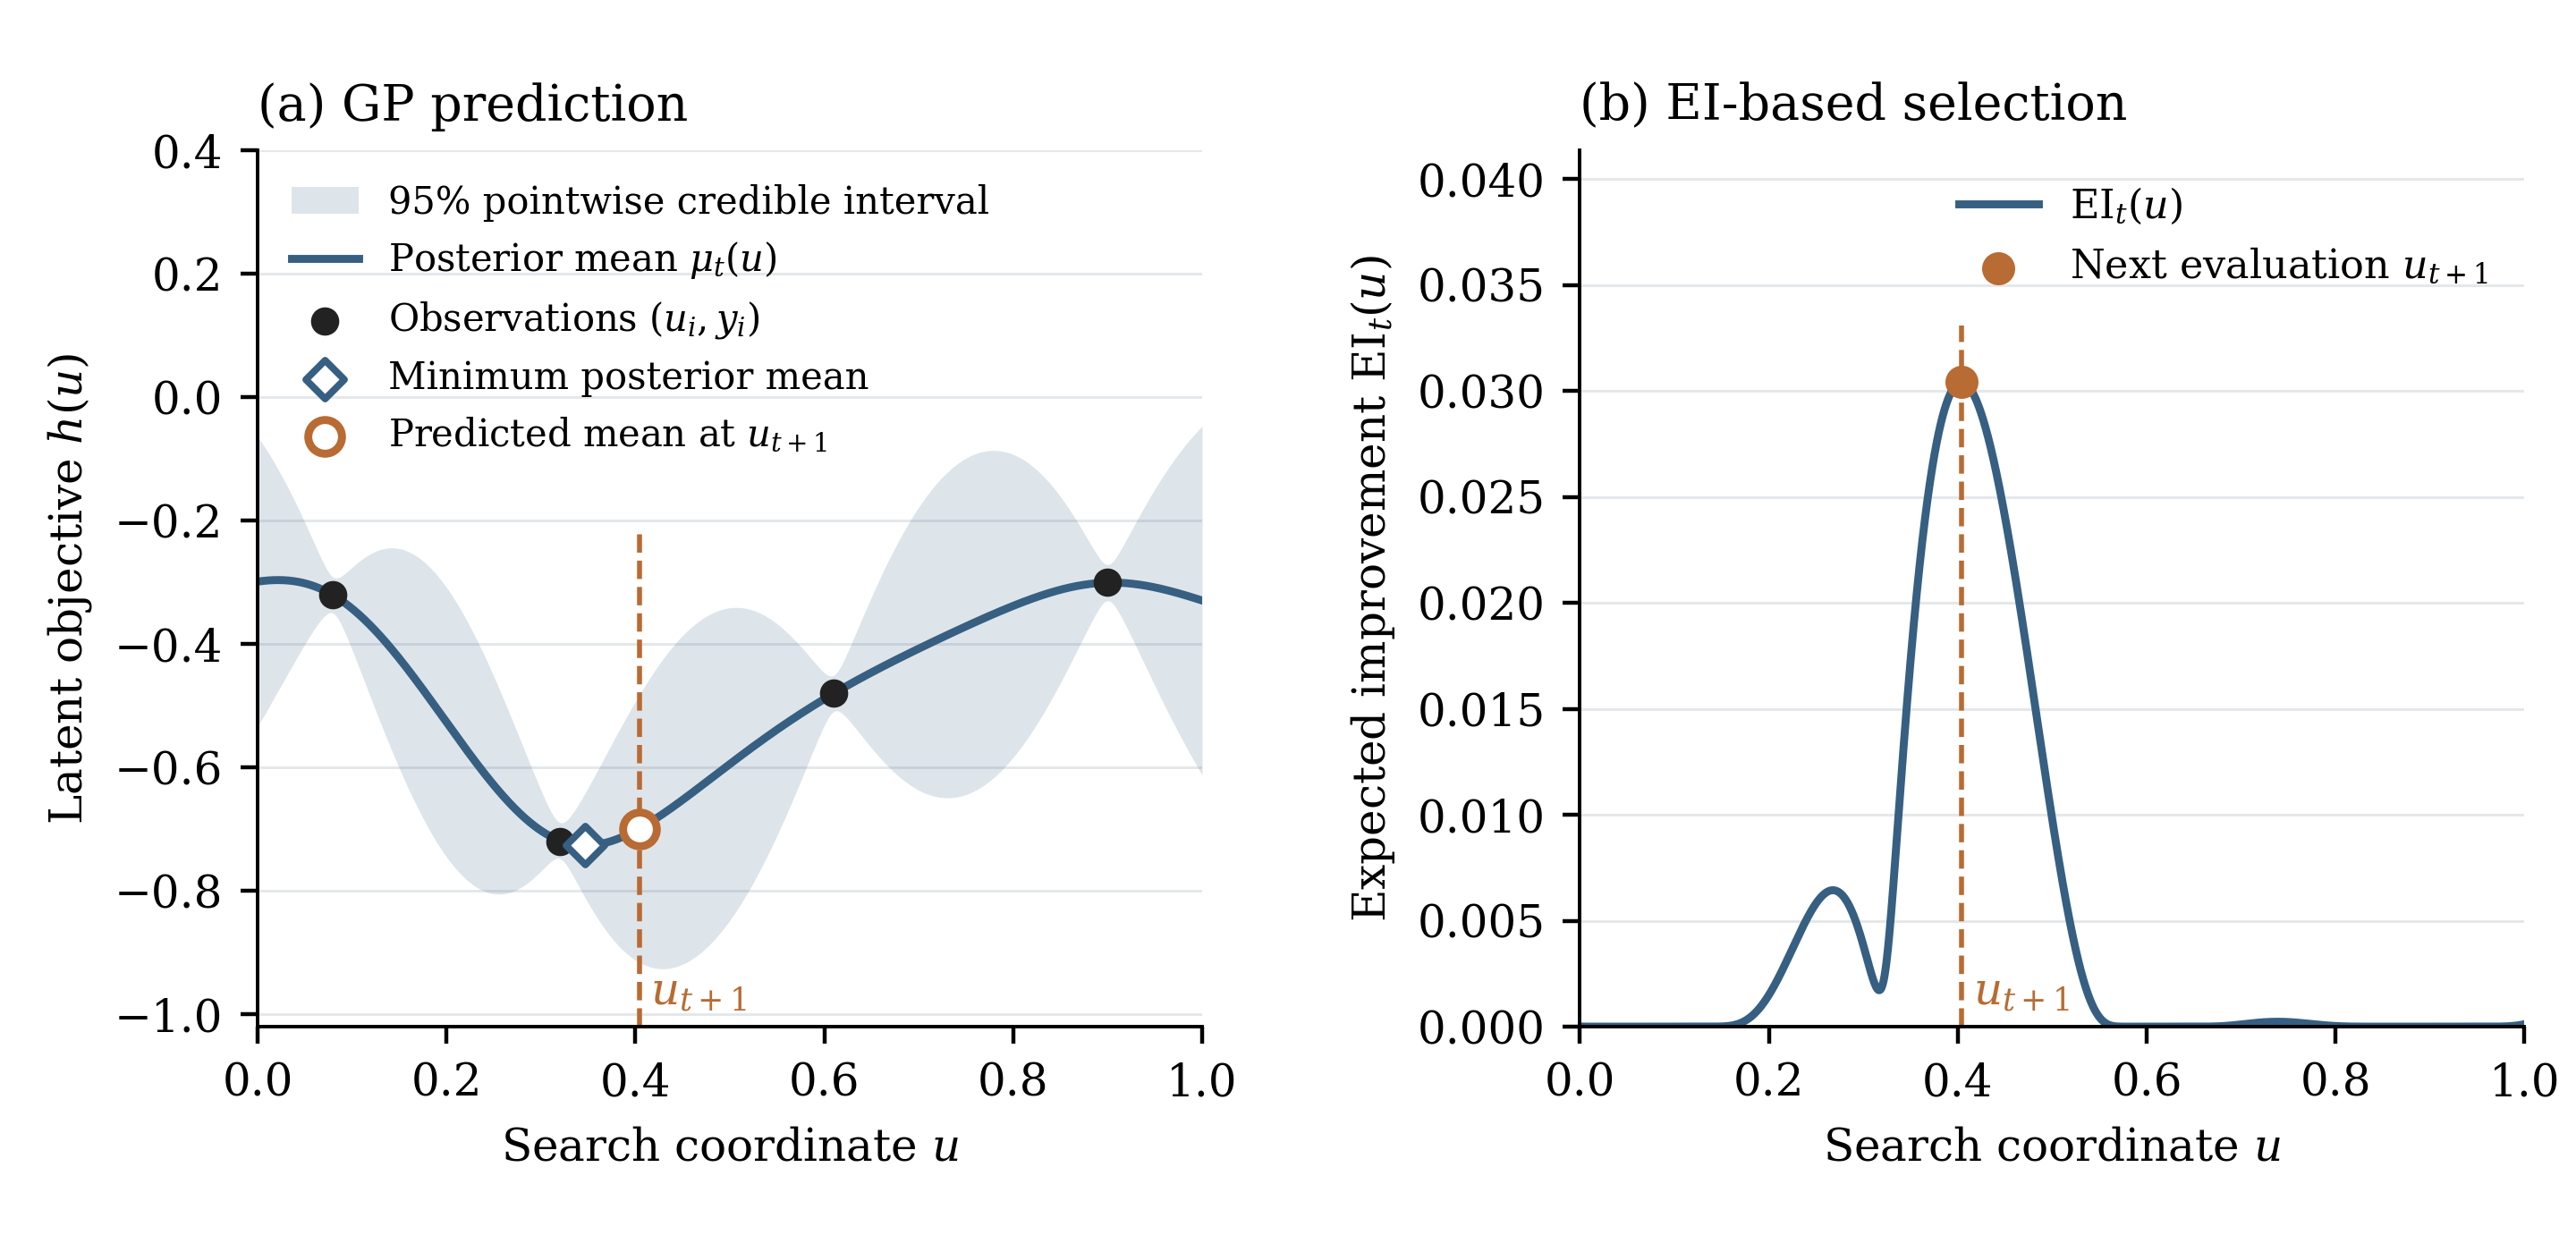 (a) GP prediction
Latent objective h(u)
0.4
0.2
0.0
−0.2
−0.4
−0.6
−0.8
−1.0
95% pointwise credible interval
Posterior mean μₜ(u)
Observations (uᵢ, yᵢ)
Minimum posterior mean
Predicted mean at uₜ₊₁
uₜ₊₁
0.0 0.2 0.4 0.6 0.8 1.0
Search coordinate u
(b) EI-based selection
Expected improvement EIₜ(u)
0.040
0.035
0.030
0.025
0.020
0.015
0.010
0.005
0.000
EIₜ(u)
Next evaluation uₜ₊₁
uₜ₊₁
0.0 0.2 0.4 0.6 0.8 1.0
Search coordinate u